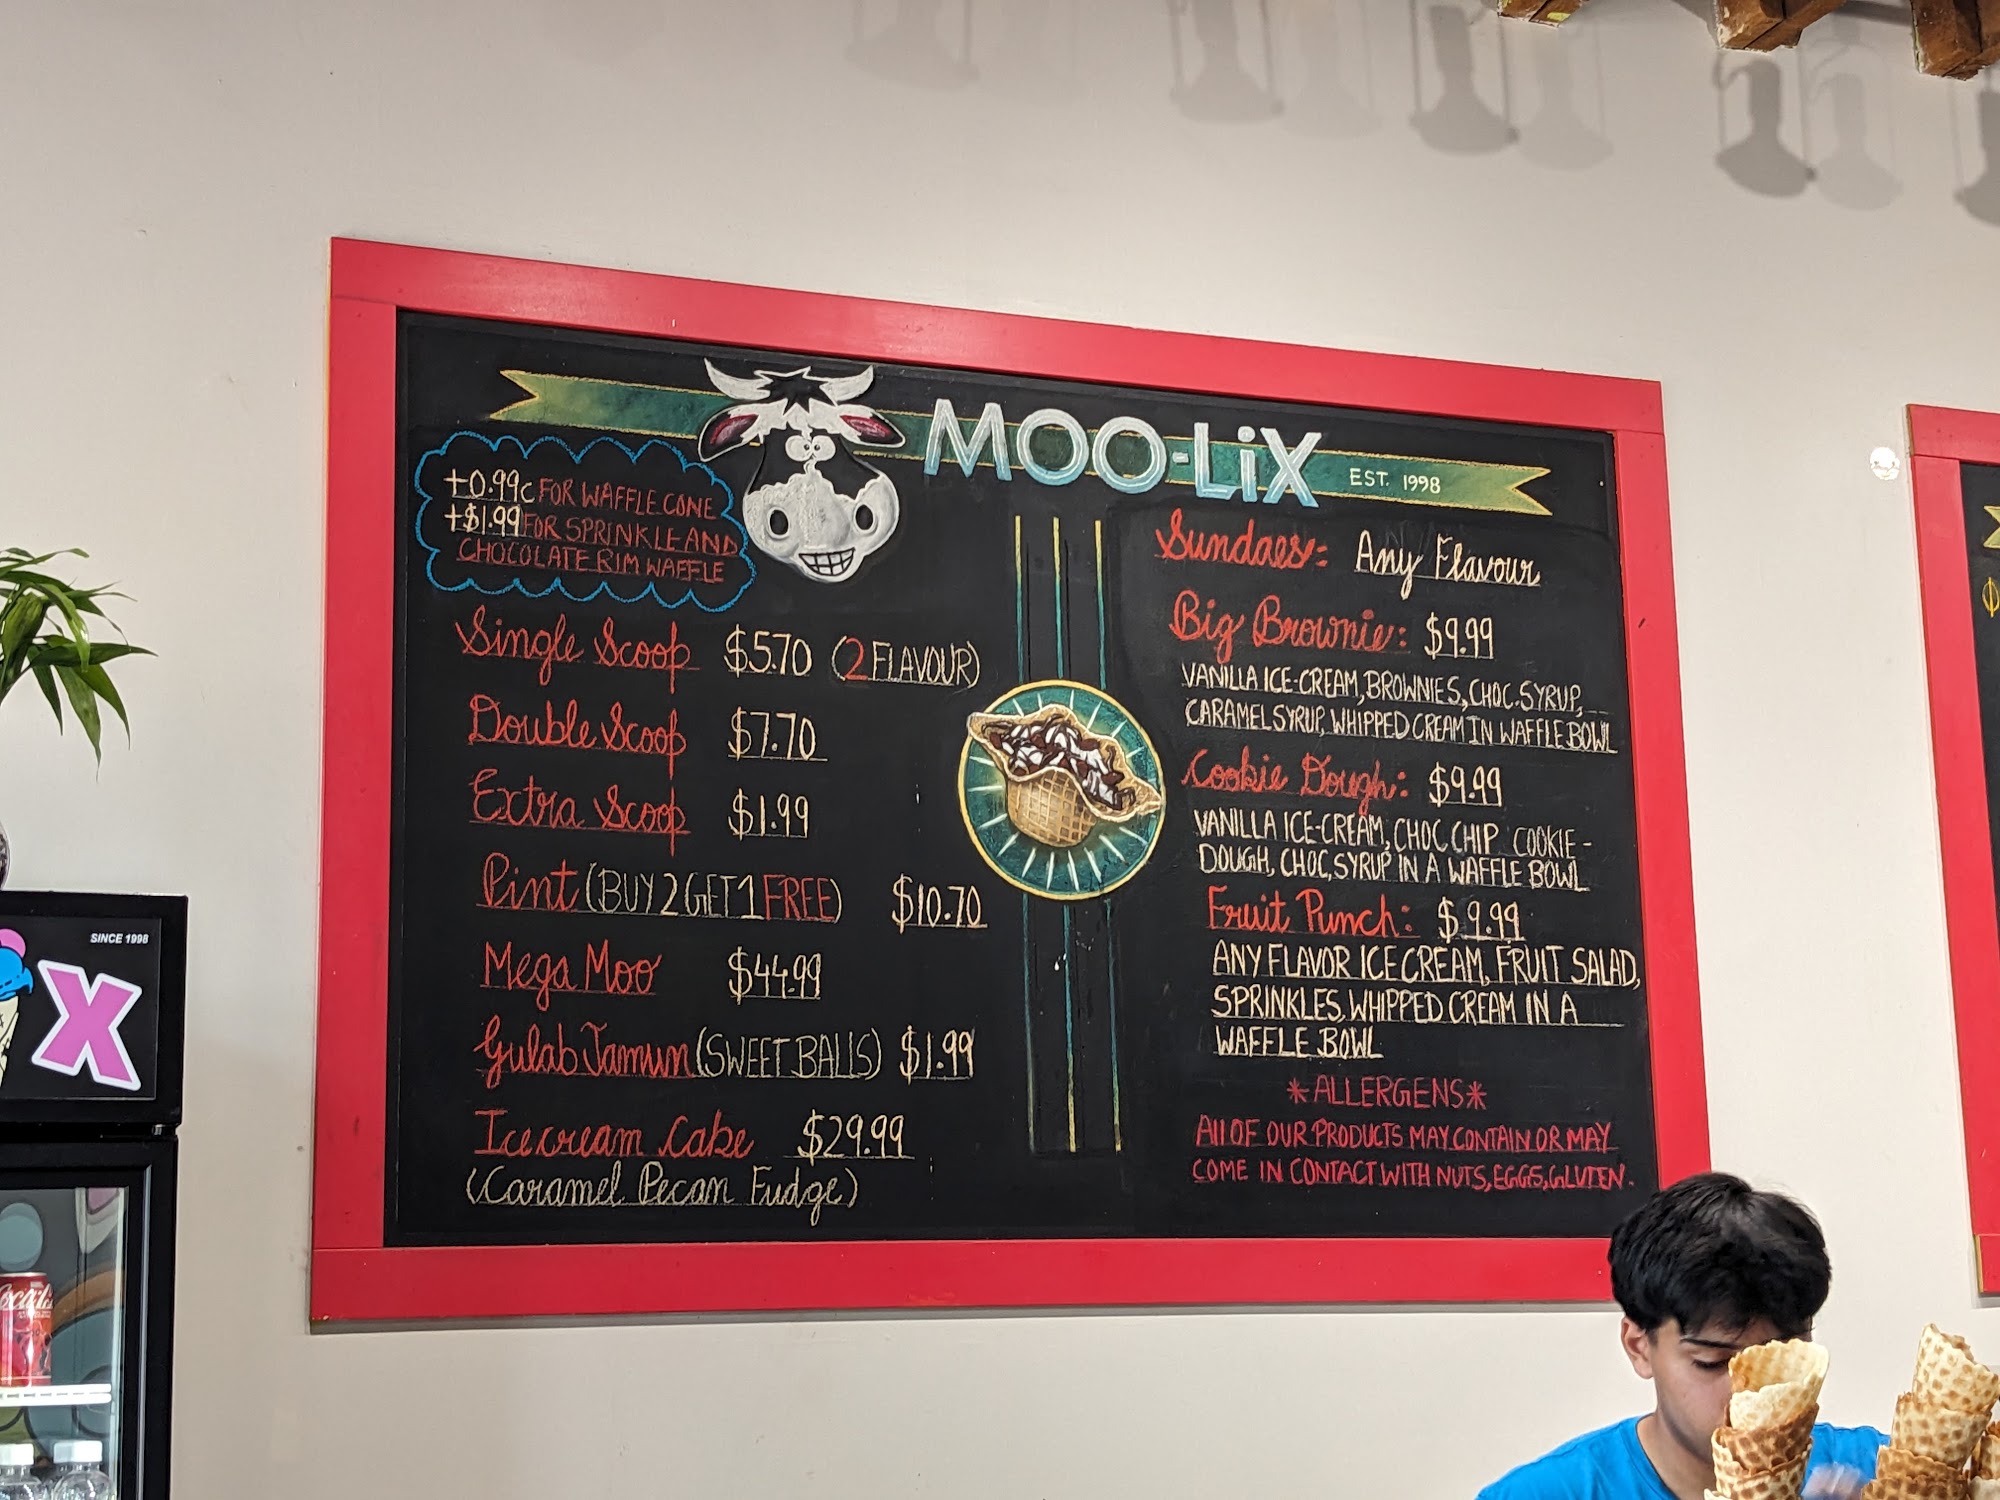 MOO-LiX EST. 1998
+0.99c FOR WAFFLE CONE
+$1.99 FOR SPRINKLE AND
CHOCOLATE RIM WAFFLE
Single Scoop $5.70 (2 FLAVOUR)
Double Scoop $7.70
Extra Scoop $1.99
Pint (BUY 2 GET 1 FREE) $10.70
Mega Moo $44.99
Gulab Jamun (SWEET BALLS) $1.99
Icecream Cake $29.99
(Caramel Pecan Fudge)
Sundaes: Any Flavour
Big Brownie: $9.99
VANILLA ICE-CREAM, BROWNIES, CHOC. SYRUP,
CARAMEL SYRUP, WHIPPED CREAM IN WAFFLE BOWL
Cookie Dough: $9.99
VANILLA ICE-CREAM, CHOC CHIP COOKIE-
DOUGH, CHOC, SYRUP IN A WAFFLE BOWL
Fruit Punch: $9.99
ANY FLAVOR ICE CREAM, FRUIT SALAD,
SPRINKLES, WHIPPED CREAM IN A
WAFFLE BOWL
*ALLERGENS*
All OF OUR PRODUCTS MAY CONTAIN OR MAY
COME IN CONTACT WITH NUTS, EGGS, GLUTEN.
SINCE 1998
X